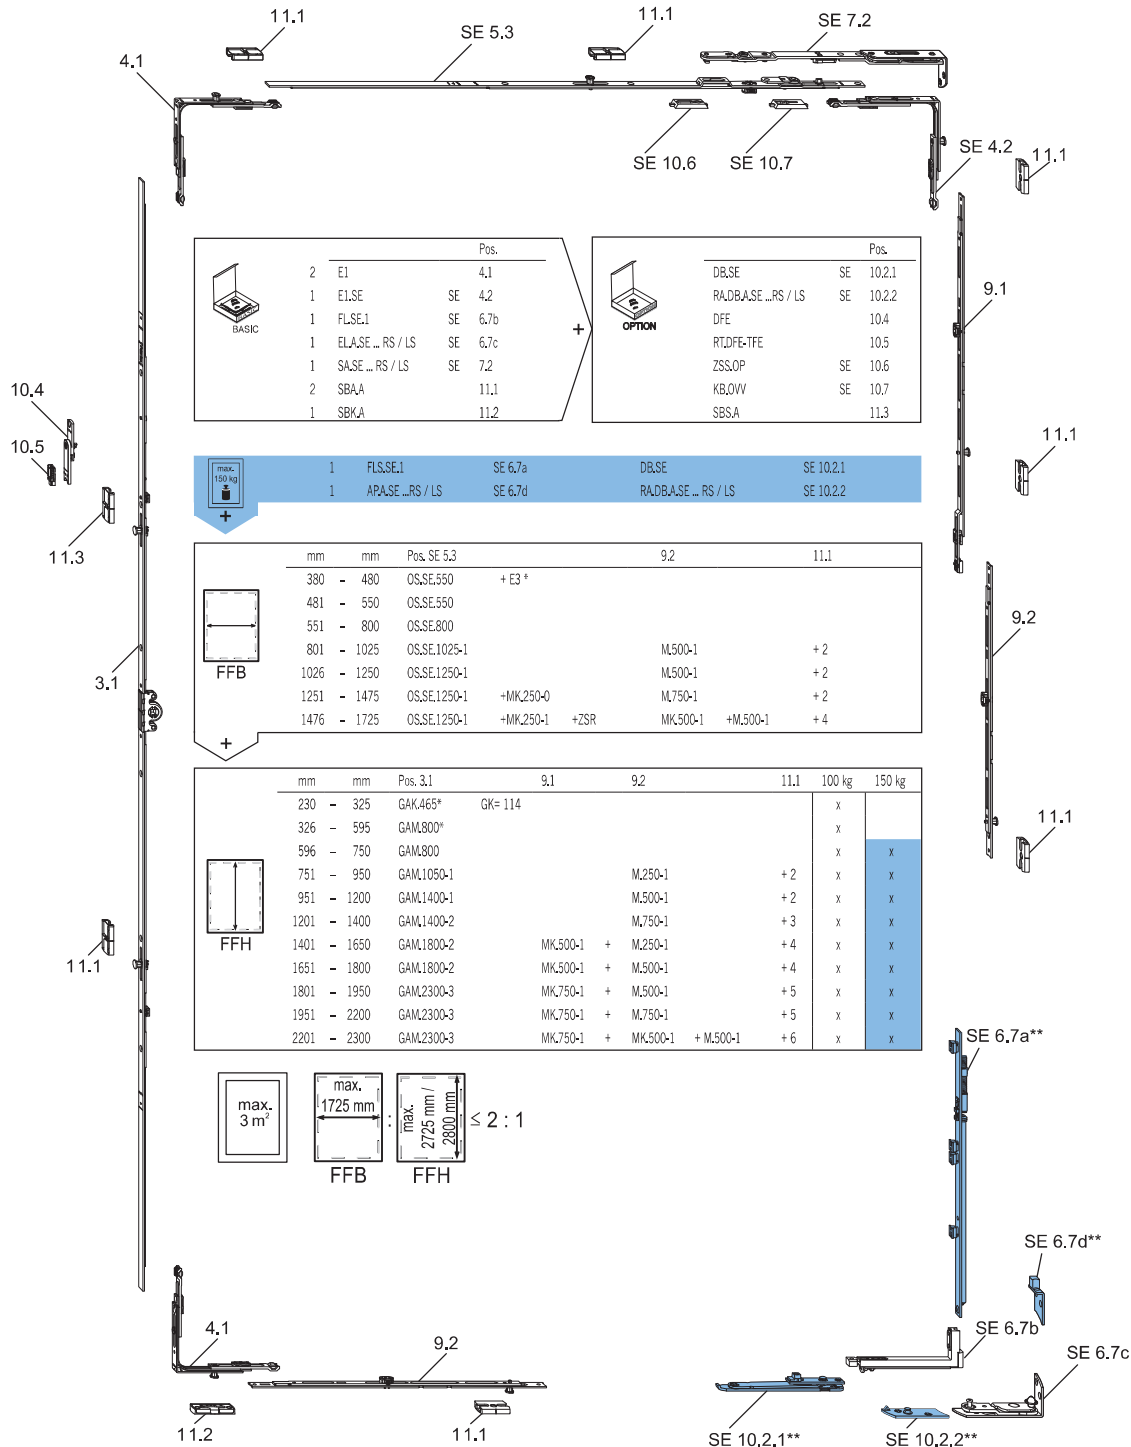 11.1
11.1
SE 7.2
SE 5.3
4.1
SE 10.6
SE 10.7
SE 4.2
11.1
Pos.
2 E1 4.1
1 E1.SE SE 4.2
1 FL.SE.1 SE 6.7b
1 EL.A.SE ... RS / LS SE 6.7c
1 SA.SE ... RS / LS SE 7.2
2 SBA.A 11.1
1 SBK.A 11.2
BASIC
+
Pos.
DB.SE SE 10.2.1
RA.DB.A.SE ...RS / LS SE 10.2.2
DFE 10.4
RT.DFE-TFE 10.5
ZSS.OP SE 10.6
KB.OVV SE 10.7
SBS.A 11.3
OPTION
9.1
10.4
10.5
11.3
11.1
max. 150 kg
1 FLS.SE.1 SE 6.7a DB.SE SE 10.2.1
1 AP.A.SE ...RS / LS SE 6.7d RA.DB.A.SE ... RS / LS SE 10.2.2
+
mm mm Pos. SE 5.3 9.2 11.1
380 – 480 OS.SE.550 + E3 *
481 – 550 OS.SE.550
551 – 800 OS.SE.800
801 – 1025 OS.SE.1025-1 M.500-1 + 2
1026 – 1250 OS.SE.1250-1 M.500-1 + 2
1251 – 1475 OS.SE.1250-1 +MK.250-0 M.750-1 + 2
1476 – 1725 OS.SE.1250-1 +MK.250-1 +ZSR MK.500-1 +M.500-1 + 4
FFB
+
9.2
3.1
mm mm Pos. 3.1 9.1 9.2 11.1 100 kg 150 kg
230 – 325 GAK.465* GK= 114 x
326 – 595 GAM.800* x
596 – 750 GAM.800 x x
751 – 950 GAM.1050-1 M.250-1 + 2 x x
951 – 1200 GAM.1400-1 M.500-1 + 2 x x
1201 – 1400 GAM.1400-2 M.750-1 + 3 x x
1401 – 1650 GAM.1800-2 MK.500-1 + M.250-1 + 4 x x
1651 – 1800 GAM.1800-2 MK.500-1 + M.500-1 + 4 x x
1801 – 1950 GAM.2300-3 MK.750-1 + M.500-1 + 5 x x
1951 – 2200 GAM.2300-3 MK.750-1 + M.750-1 + 5 x x
2201 – 2300 GAM.2300-3 MK.750-1 + MK.500-1 + M.500-1 + 6 x x
FFH
11.1
11.1
SE 6.7a**
max.
3 m²
max.
1725 mm
FFB
:
max.
2725 mm /
2800 mm
FFH
≤ 2 : 1
SE 6.7d**
SE 6.7b
SE 6.7c
4.1
9.2
11.2
11.1
SE 10.2.1**
SE 10.2.2**